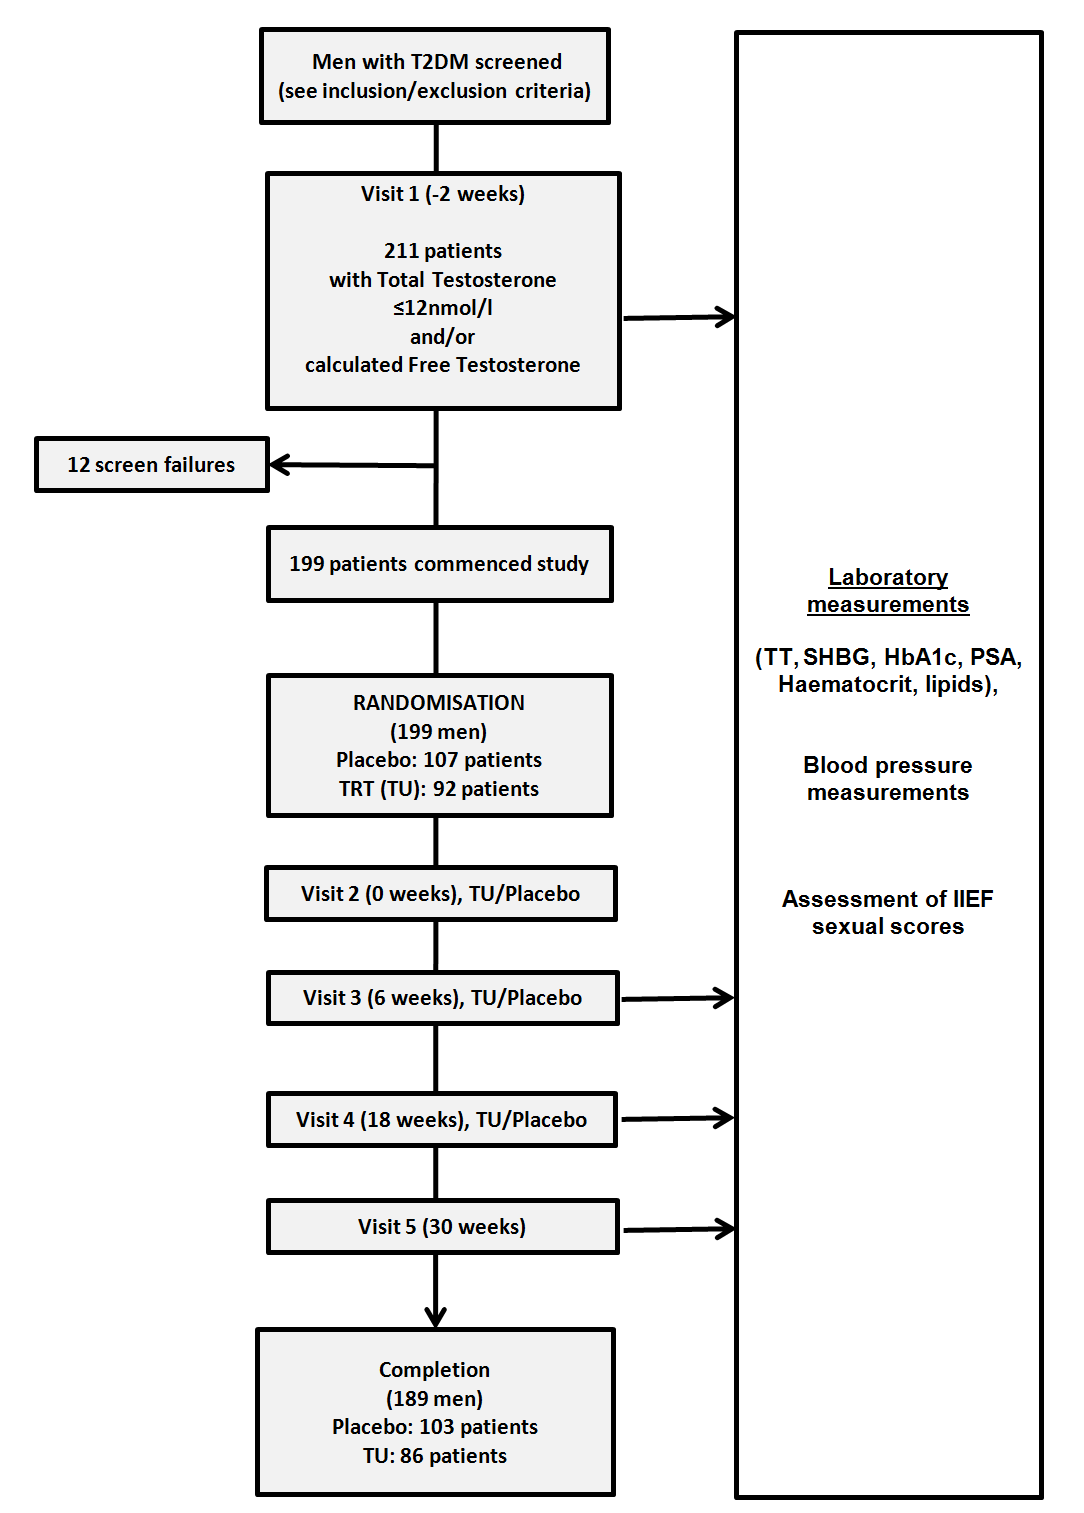 Men with T2DM screened
(see inclusion/exclusion criteria)
Visit 1 (-2 weeks)
211 patients
with Total Testosterone
≤12nmol/l
and/or
calculated Free Testosterone
12 screen failures
199 patients commenced study
RANDOMISATION
(199 men)
Placebo: 107 patients
TRT (TU): 92 patients
Visit 2 (0 weeks), TU/Placebo
Visit 3 (6 weeks), TU/Placebo
Visit 4 (18 weeks), TU/Placebo
Visit 5 (30 weeks)
Completion
(189 men)
Placebo: 103 patients
TU: 86 patients
Laboratory
measurements
(TT, SHBG, HbA1c, PSA,
Haematocrit, lipids),
Blood pressure
measurements
Assessment of IIEF
sexual scores